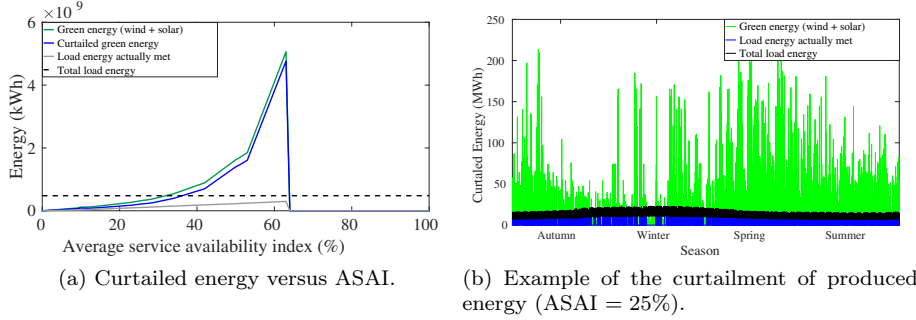 6
4
2
0
Energy (kWh)
× 10 9
Green energy (wind + solar)
Curtailed green energy
Load energy actually met
Total load energy
0 20 40 60 80 100
Average service availability index (%)
(a) Curtailed energy versus ASAI.
250
200
150
100
50
0
Curtaled Energy (MWh)
Green energy (wind + solar)
Load energy actually met
Total load energy
Autumn Winter Spring Summer
Season
(b) Example of the curtailment of produced
energy (ASAI = 25%).